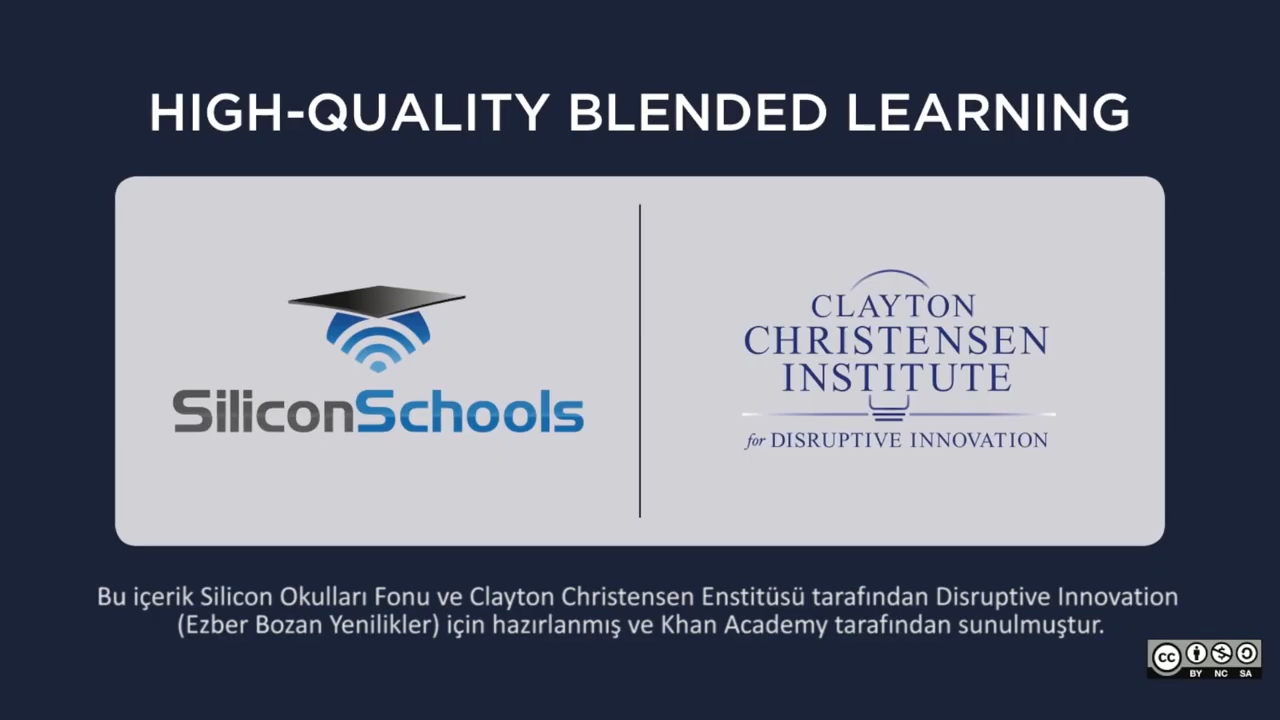 HIGH-QUALITY BLENDED LEARNING
SiliconSchools
CLAYTON
CHRISTENSEN
INSTITUTE
for DISRUPTIVE INNOVATION
Bu içerik Silicon Okulları Fonu ve Clayton Christensen Enstitüsü tarafından Disruptive Innovation
(Ezber Bozan Yenilikler) için hazırlanmış ve Khan Academy tarafından sunulmuştur.
cc
BY NC SA